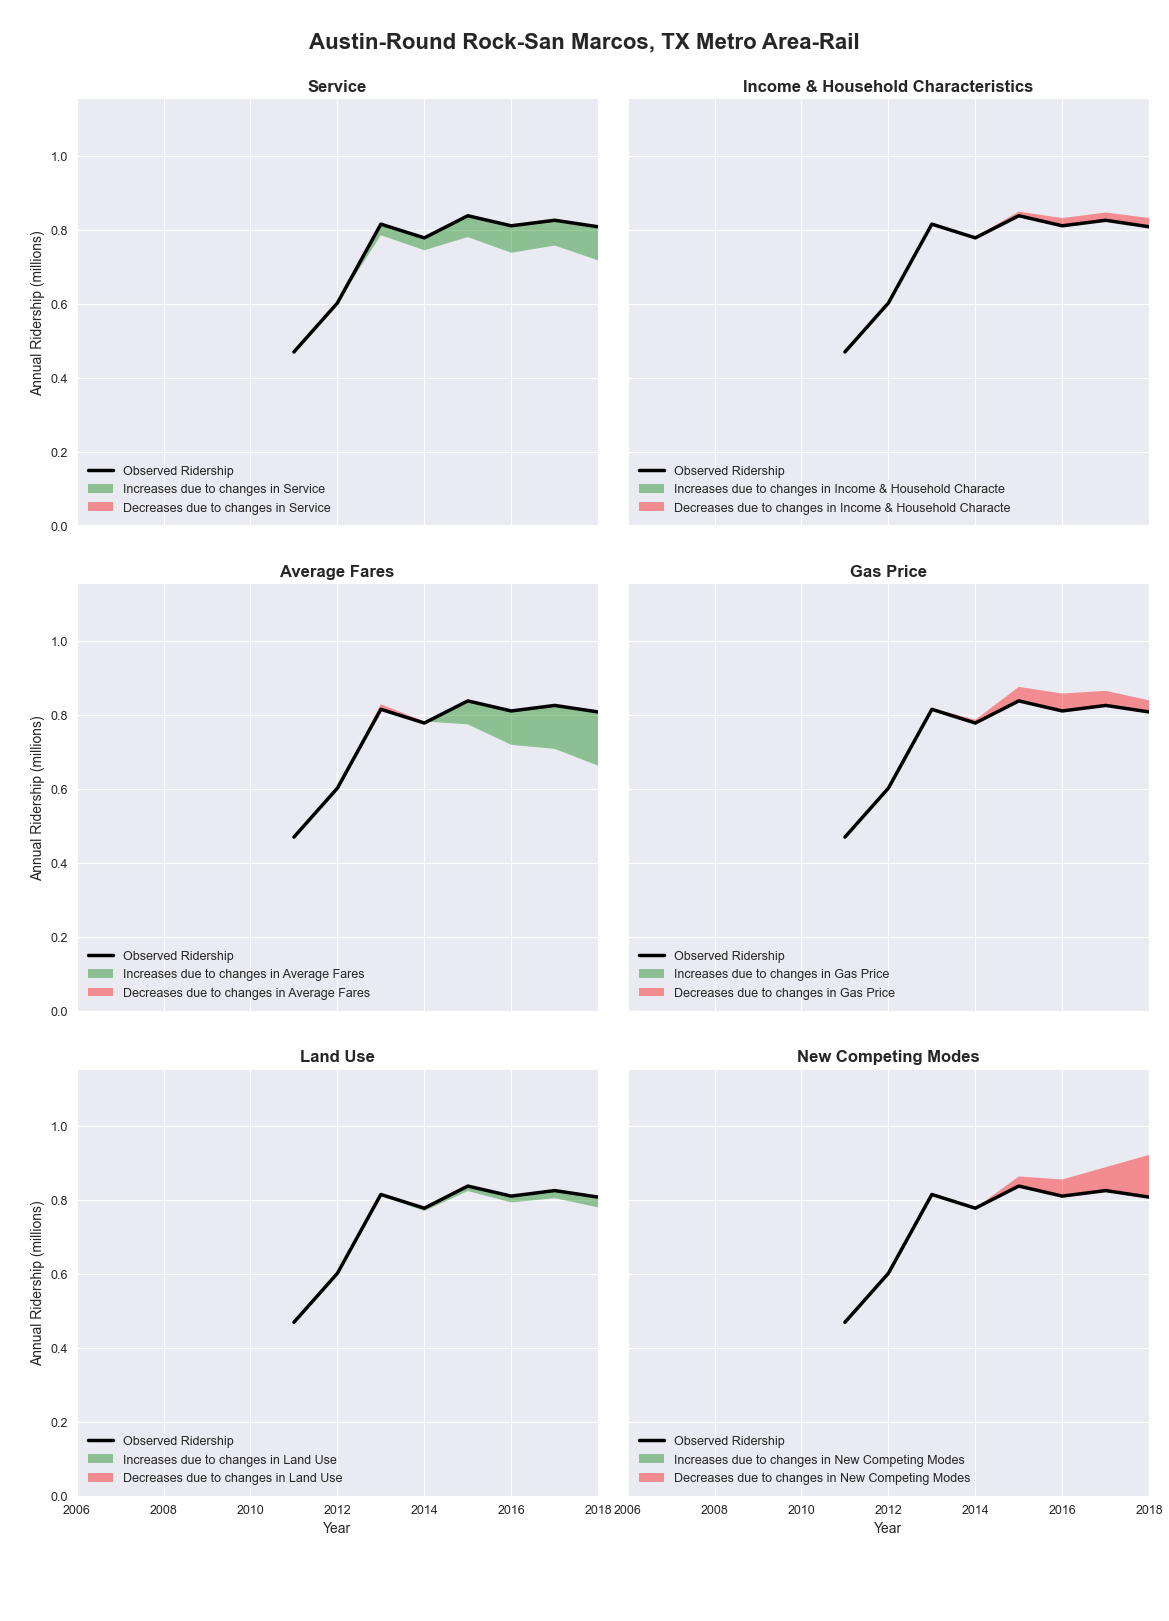 Austin-Round Rock-San Marcos, TX Metro Area-Rail
Service
Income & Household Characteristics
Annual Ridership (millions)
1.0
0.8
0.6
0.4
0.2
0.0
Observed Ridership
Increases due to changes in Service
Decreases due to changes in Service
Observed Ridership
Increases due to changes in Income & Household Characte
Decreases due to changes in Income & Household Characte
Average Fares
Gas Price
Annual Ridership (millions)
1.0
0.8
0.6
0.4
0.2
0.0
Observed Ridership
Increases due to changes in Average Fares
Decreases due to changes in Average Fares
Observed Ridership
Increases due to changes in Gas Price
Decreases due to changes in Gas Price
Land Use
New Competing Modes
Annual Ridership (millions)
1.0
0.8
0.6
0.4
0.2
0.0
Observed Ridership
Increases due to changes in Land Use
Decreases due to changes in Land Use
Observed Ridership
Increases due to changes in New Competing Modes
Decreases due to changes in New Competing Modes
2006 2008 2010 2012 2014 2016 2018
2006 2008 2010 2012 2014 2016 2018
Year
Year